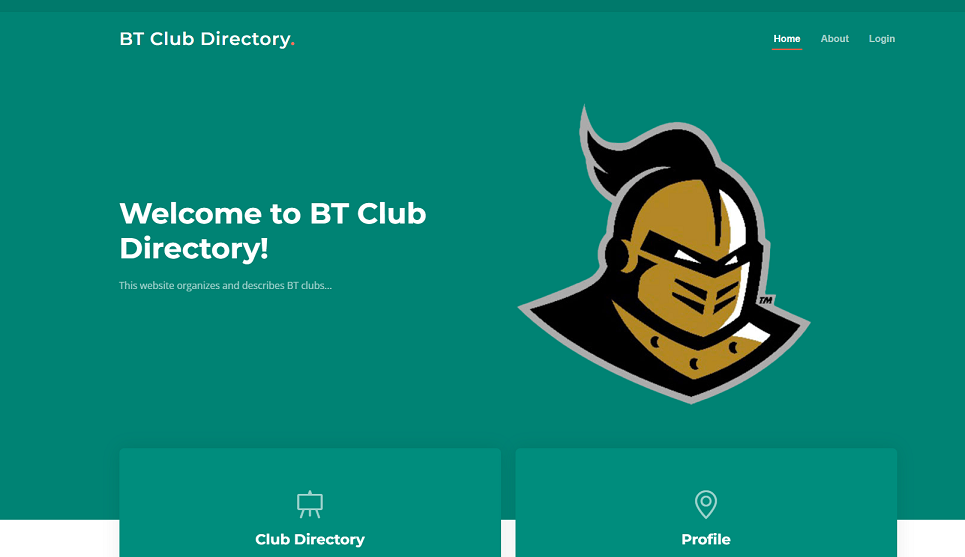 BT Club Directory.
Home About Login
Welcome to BT Club
Directory!
This website organizes and describes BT clubs...
TM
Club Directory
Profile